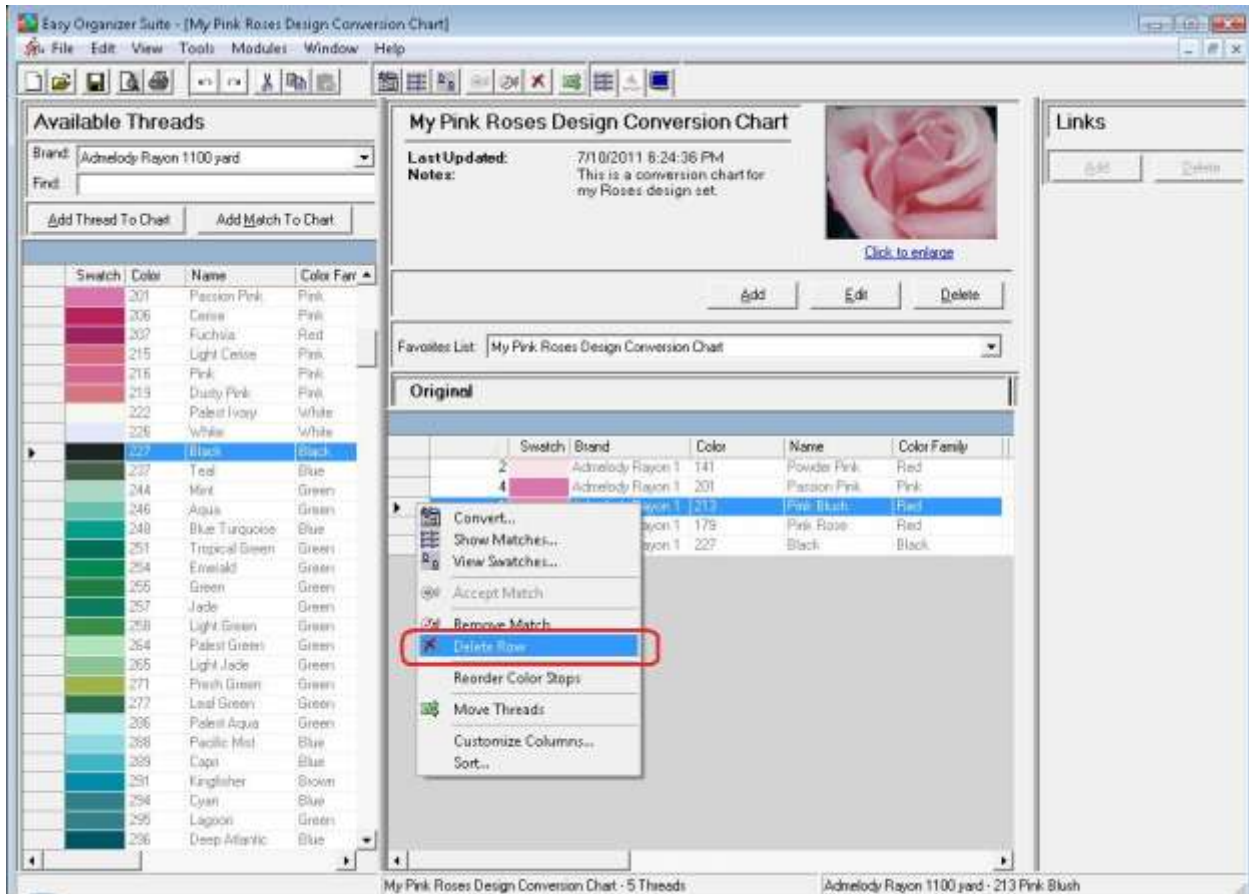 Easy Organizer Suite - [My Pink Roses Design Conversion Chart]
File Edit View Tools Modules Window Help
Available Threads
Brand: Admelody Rayon 1100 yard
Find:
Add Thread To Chart Add Match To Chart
Swatch Color Name Color Fam
201 Passion Pink Pink
206 Cerise Pink
207 Fuchsia Red
215 Light Cerise Pink
216 Pink Pink
219 Dusty Pink Pink
222 Palest Ivory White
226 White White
227 Black Black
237 Teal Blue
244 Mint Green
246 Aqua Green
248 Blue Turquoise Blue
251 Tropical Green Green
254 Emerald Green
255 Green Green
257 Jade Green
258 Light Green Green
264 Palest Green Green
265 Light Jade Green
271 Fresh Green Green
277 Leaf Green Green
286 Palest Aqua Green
288 Pacific Mist Blue
289 Capri Blue
291 Kingfisher Brown
294 Cyan Blue
295 Lagoon Green
296 Deep Atlantic Blue
My Pink Roses Design Conversion Chart
Last Updated: 7/10/2011 6:24:36 PM
Notes: This is a conversion chart for
my Roses design set.
Click to enlarge
Add Edit Delete
Favorites List: My Pink Roses Design Conversion Chart
Original
Swatch Brand Color Name Color Family
2 Admelody Rayon 1 141 Powder Pink Red
4 Admelody Rayon 1 201 Passion Pink Pink
Rayon 1 213 Pink Blush Red
Rayon 1 179 Pink Rose Red
Rayon 1 227 Black Black
Convert...
Show Matches...
View Swatches...
Accept Match
Remove Match
Delete Row
Reorder Color Stops
Move Threads
Customize Columns...
Sort...
Links
Add Delete
My Pink Roses Design Conversion Chart - 5 Threads
Admelody Rayon 1100 yard - 213 Pink Blush